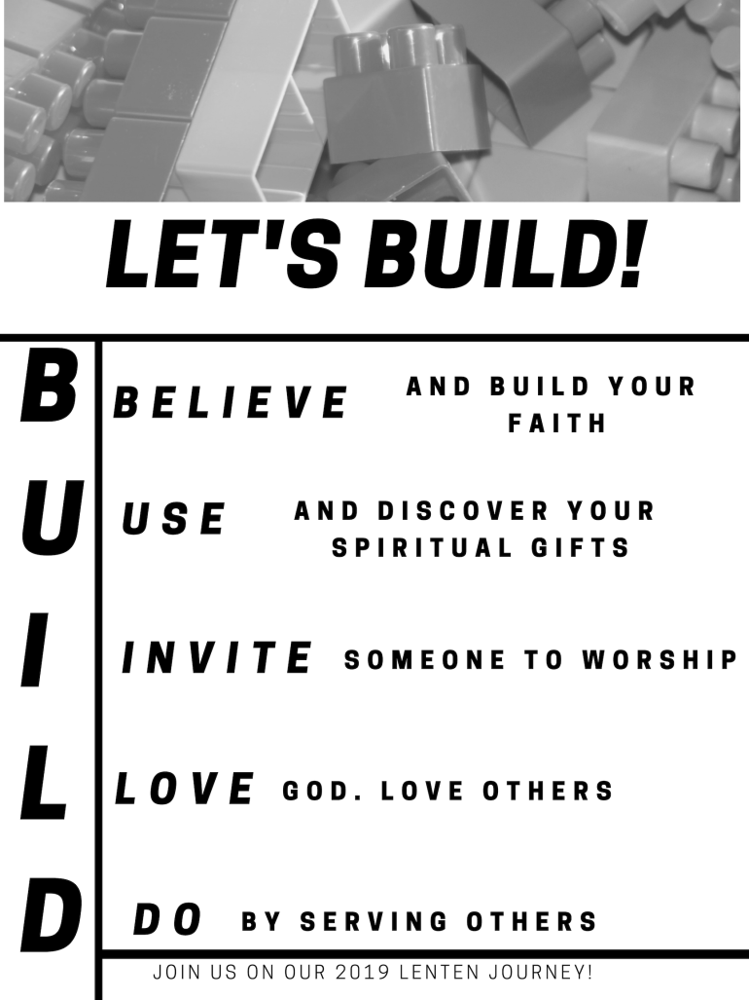 LET'S BUILD!
B
BELIEVE AND BUILD YOUR
FAITH
U
USE AND DISCOVER YOUR
SPIRITUAL GIFTS
I
INVITE SOMEONE TO WORSHIP
L
LOVE GOD. LOVE OTHERS
D
DO BY SERVING OTHERS
JOIN US ON OUR 2019 LENTEN JOURNEY!